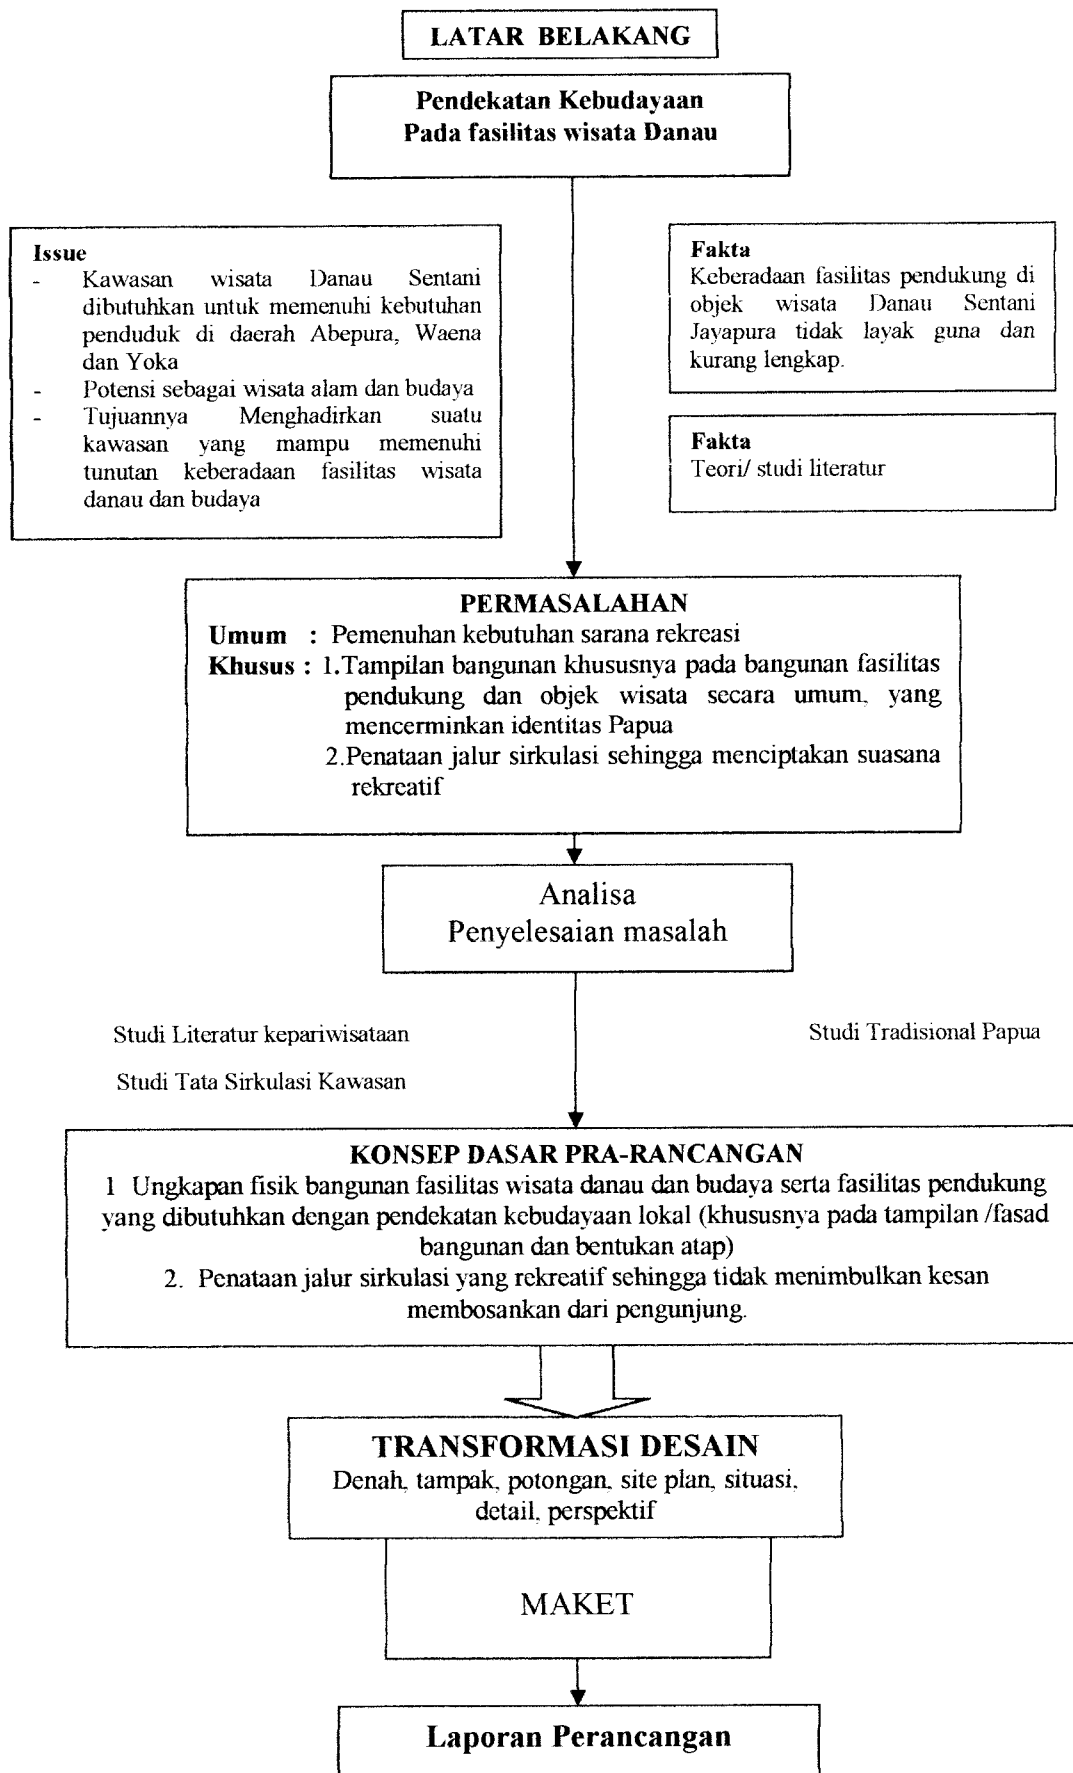 LATAR BELAKANG
Pendekatan Kebudayaan
Pada fasilitas wisata Danau
Issue
- Kawasan wisata Danau Sentani
dibutuhkan untuk memenuhi kebutuhan
penduduk di daerah Abepura, Waena
dan Yoka
- Potensi sebagai wisata alam dan budaya
- Tujuannya Menghadirkan suatu
kawasan yang mampu memenuhi
tunutan keberadaan fasilitas wisata
danau dan budaya
Fakta
Keberadaan fasilitas pendukung di
objek wisata Danau Sentani
Jayapura tidak layak guna dan
kurang lengkap.
Fakta
Teori/ studi literatur
PERMASALAHAN
Umum : Pemenuhan kebutuhan sarana rekreasi
Khusus : 1.Tampilan bangunan khususnya pada bangunan fasilitas
pendukung dan objek wisata secara umum, yang
mencerminkan identitas Papua
2.Penataan jalur sirkulasi sehingga menciptakan suasana
rekreatif
Analisa
Penyelesaian masalah
Studi Literatur kepariwisataan
Studi Tata Sirkulasi Kawasan
Studi Tradisional Papua
KONSEP DASAR PRA-RANCANGAN
1 Ungkapan fisik bangunan fasilitas wisata danau dan budaya serta fasilitas pendukung
yang dibutuhkan dengan pendekatan kebudayaan lokal (khususnya pada tampilan /fasad
bangunan dan bentukan atap)
2. Penataan jalur sirkulasi yang rekreatif sehingga tidak menimbulkan kesan
membosankan dari pengunjung.
TRANSFORMASI DESAIN
Denah, tampak, potongan, site plan, situasi,
detail, perspektif
MAKET
Laporan Perancangan